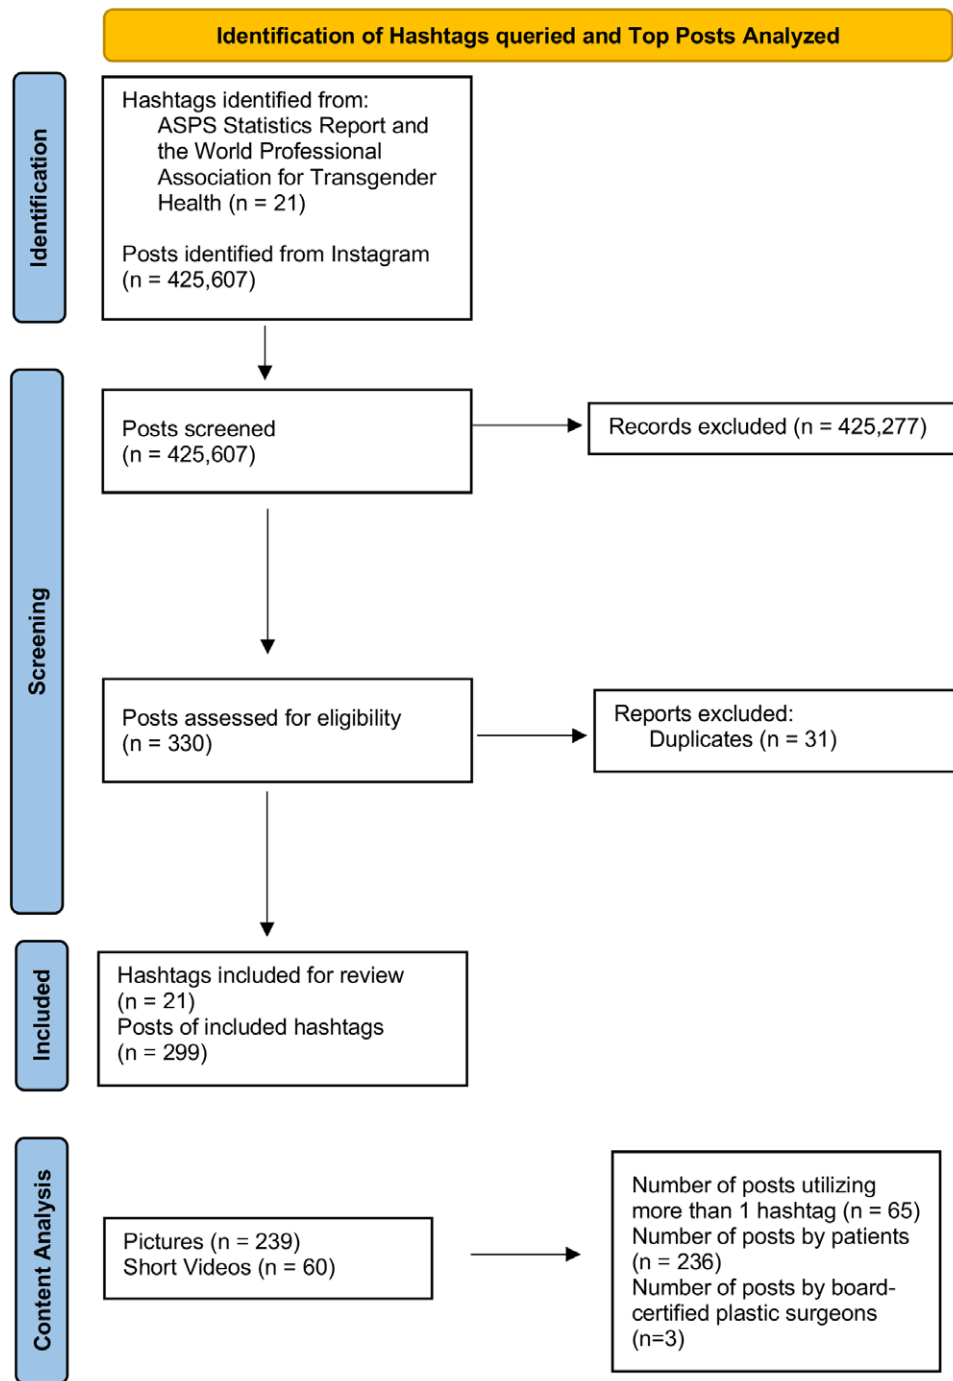 Identification of Hashtags queried and Top Posts Analyzed
Identification
Hashtags identified from:
ASPS Statistics Report and
the World Professional
Association for Transgender
Health (n = 21)
Posts identified from Instagram
(n = 425,607)
Screening
Posts screened
(n = 425,607)
Records excluded (n = 425,277)
Posts assessed for eligibility
(n = 330)
Reports excluded:
Duplicates (n = 31)
Included
Hashtags included for review
(n = 21)
Posts of included hashtags
(n = 299)
Content Analysis
Pictures (n = 239)
Short Videos (n = 60)
Number of posts utilizing
more than 1 hashtag (n = 65)
Number of posts by patients
(n = 236)
Number of posts by board-
certified plastic surgeons
(n=3)